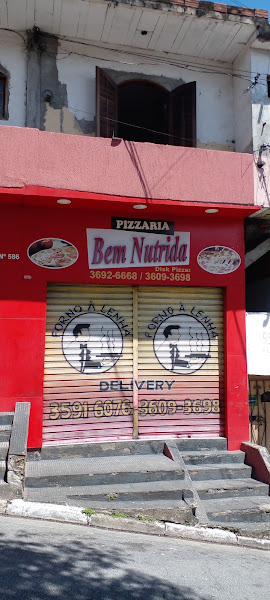 PIZZARIA
Bem Nutrida
Disk Pizza:
3692-6668 / 3609-3698
Nº 586
FORNO À LENHA
FORNO À LENHA
DELIVERY
3591-6076 3609-3698